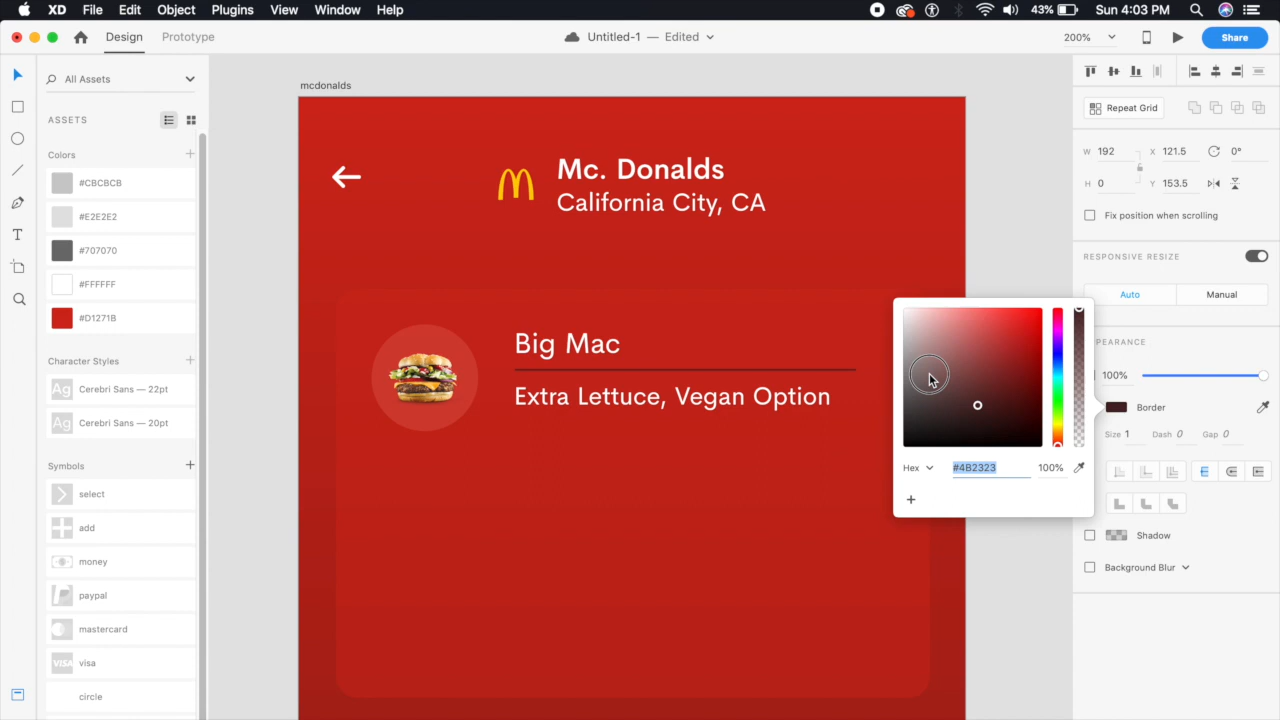 XD File Edit Object Plugins View Window Help 43% Sun 4:03 PM
Design Prototype Untitled-1 — Edited 200% Share
All Assets
ASSETS
Colors
#CBCBCB
#E2E2E2
#707070
#FFFFFF
#D1271B
Character Styles
Ag Cerebri Sans — 22pt
Ag Cerebri Sans — 20pt
Symbols
select
add
money
paypal
mastercard
VISA visa
circle
mcdonalds
Mc. Donalds
California City, CA
Big Mac
Extra Lettuce, Vegan Option
Hex #4B2323 100%
Repeat Grid
W 192 X 121.5 0°
H 0 Y 153.5
Fix position when scrolling
RESPONSIVE RESIZE
Auto Manual
PEARANCE
100%
Border
Size 1 Dash 0 Gap 0
Shadow
Background Blur